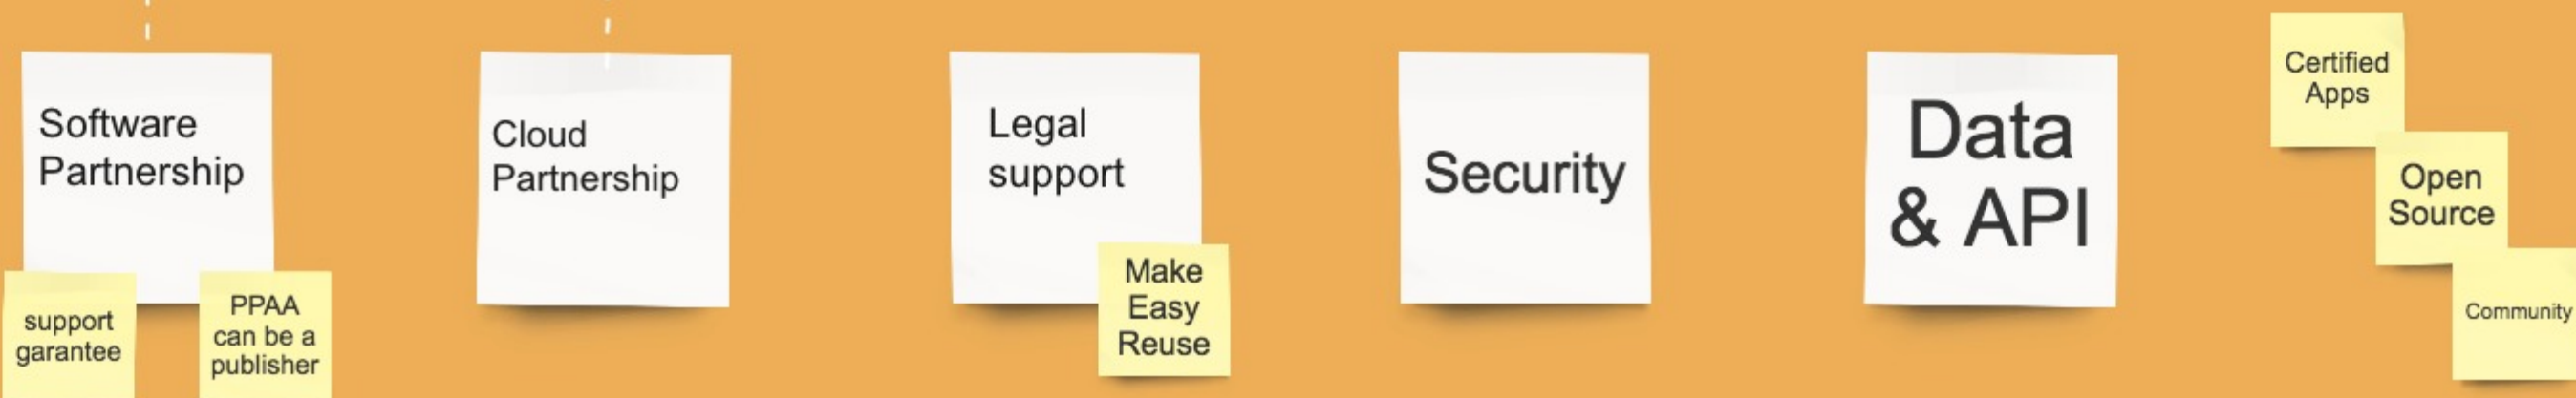 Software
Partnership
support
garantee
PPAA
can be a
publisher
Cloud
Partnership
Legal
support
Make
Easy
Reuse
Security
Data
& API
Certified
Apps
Open
Source
Community